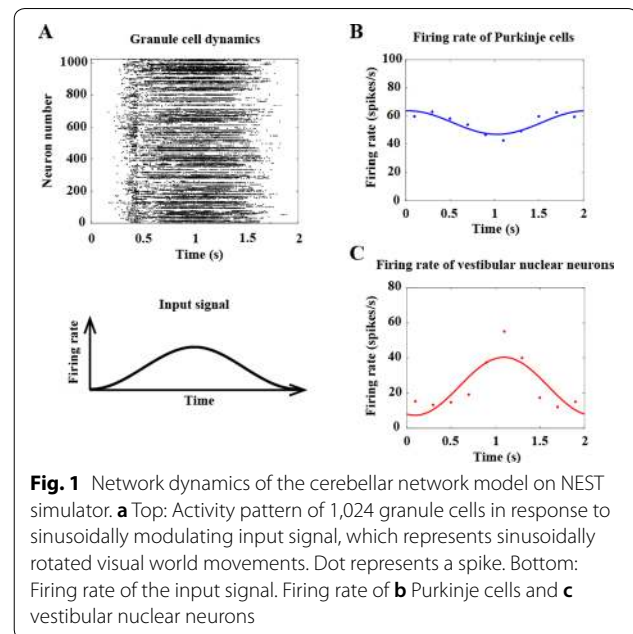 A
Granule cell dynamics
Neuron number
1000
800
600
400
200
0
0 0.5 1 1.5 2
Time (s)
Input signal
Firing rate
Time
B
Firing rate of Purkinje cells
Firing rate (spikes/s)
100
80
60
40
20
0
0 0.5 1 1.5 2
Time (s)
C
Firing rate of vestibular nuclear neurons
Firing rate (spikes/s)
80
60
40
20
0
0 0.5 1 1.5 2
Time (s)
Fig. 1 Network dynamics of the cerebellar network model on NEST
simulator. a Top: Activity pattern of 1,024 granule cells in response to
sinusoidally modulating input signal, which represents sinusoidally
rotated visual world movements. Dot represents a spike. Bottom:
Firing rate of the input signal. Firing rate of b Purkinje cells and c
vestibular nuclear neurons